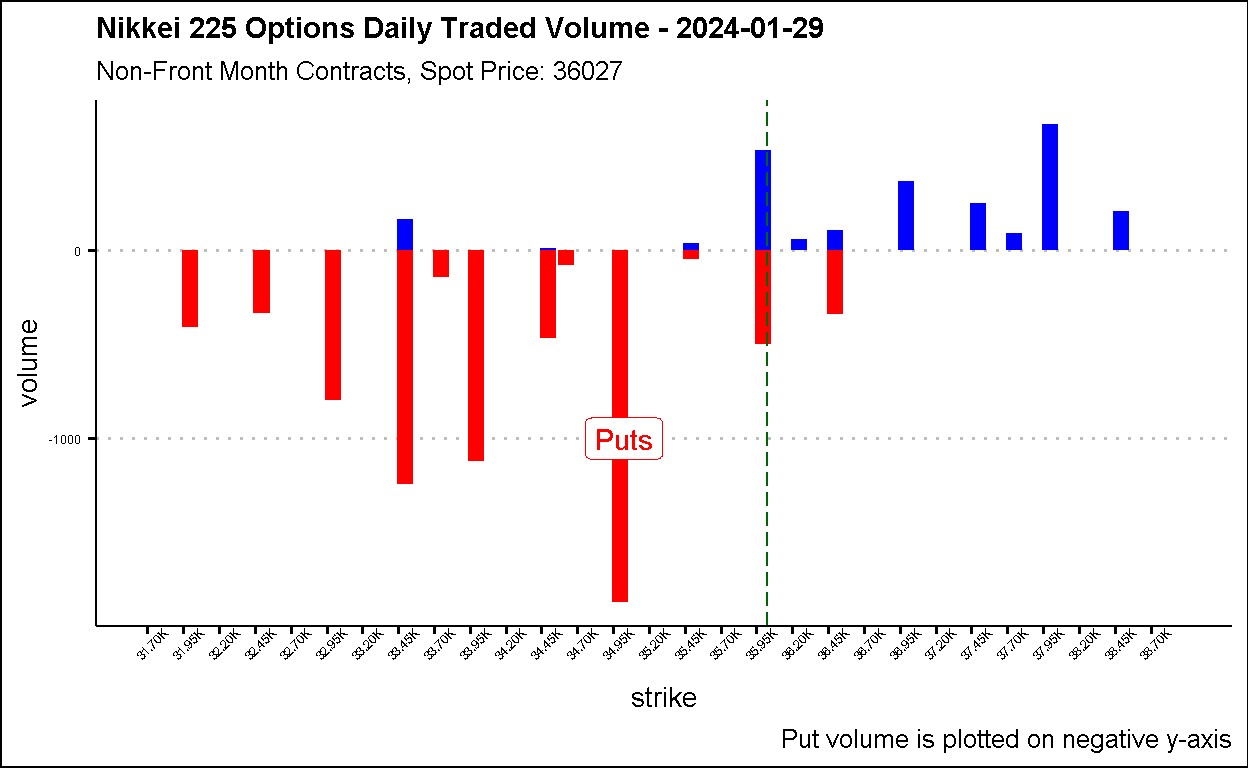 Nikkei 225 Options Daily Traded Volume - 2024-01-29
Non-Front Month Contracts, Spot Price: 36027
0
-1000
volume
Puts
31.70K 31.95K 32.20K 32.45K 32.70K 32.95K 33.20K 33.45K 33.70K 33.95K 34.20K 34.45K 34.70K 34.95K 35.20K 35.45K 35.70K 35.95K 36.20K 36.45K 36.70K 36.95K 37.20K 37.45K 37.70K 37.95K 38.20K 38.45K 38.70K
strike
Put volume is plotted on negative y-axis